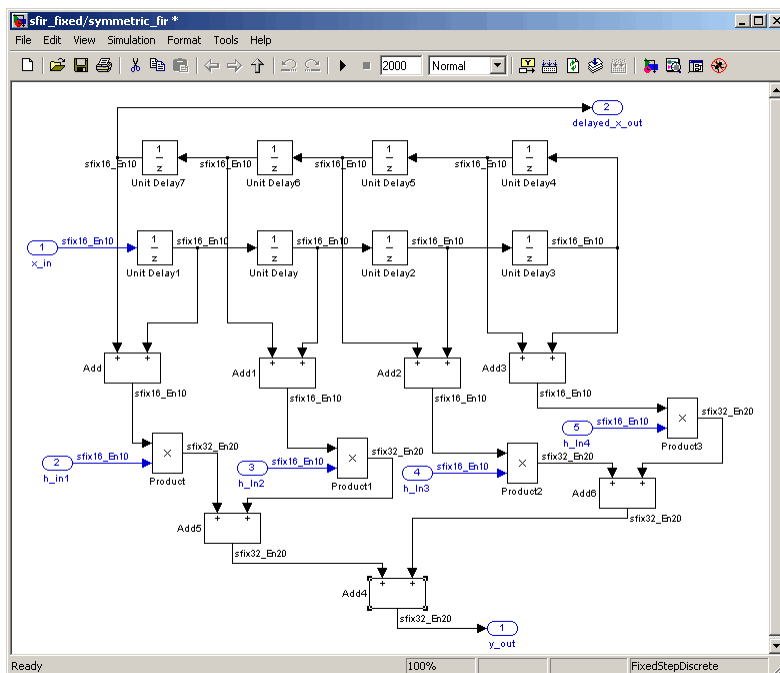 sfir_fixed/symmetric_fir *
File Edit View Simulation Format Tools Help
2000 Normal
2
delayed_x_out
sfix16_En10 1 z sfix16_En10 1 z sfix16_En10 1 z sfix16_En10 1 z
Unit Delay7 Unit Delay6 Unit Delay5 Unit Delay4
1 sfix16_En10 1 z sfix16_En10 1 z sfix16_En10 1 z sfix16_En10 1 z sfix16_En10
x_in Unit Delay1 Unit Delay Unit Delay2 Unit Delay3
+ + + + + + + +
Add Add1 Add2 Add3
sfix16_En10 sfix16_En10 sfix16_En10 sfix16_En10
5 sfix16_En10 × sfix32_En20
h_In4 Product3
2 sfix16_En10 × sfix32_En20
h_in1 Product
3 sfix16_En10 × sfix32_En20
h_In2 Product1
4 sfix16_En10 × sfix32_En20
h_In3 Product2
+ + + +
Add5 Add6
sfix32_En20 sfix32_En20
+ +
Add4
sfix32_En20
1
y_out
Ready 100% FixedStepDiscrete